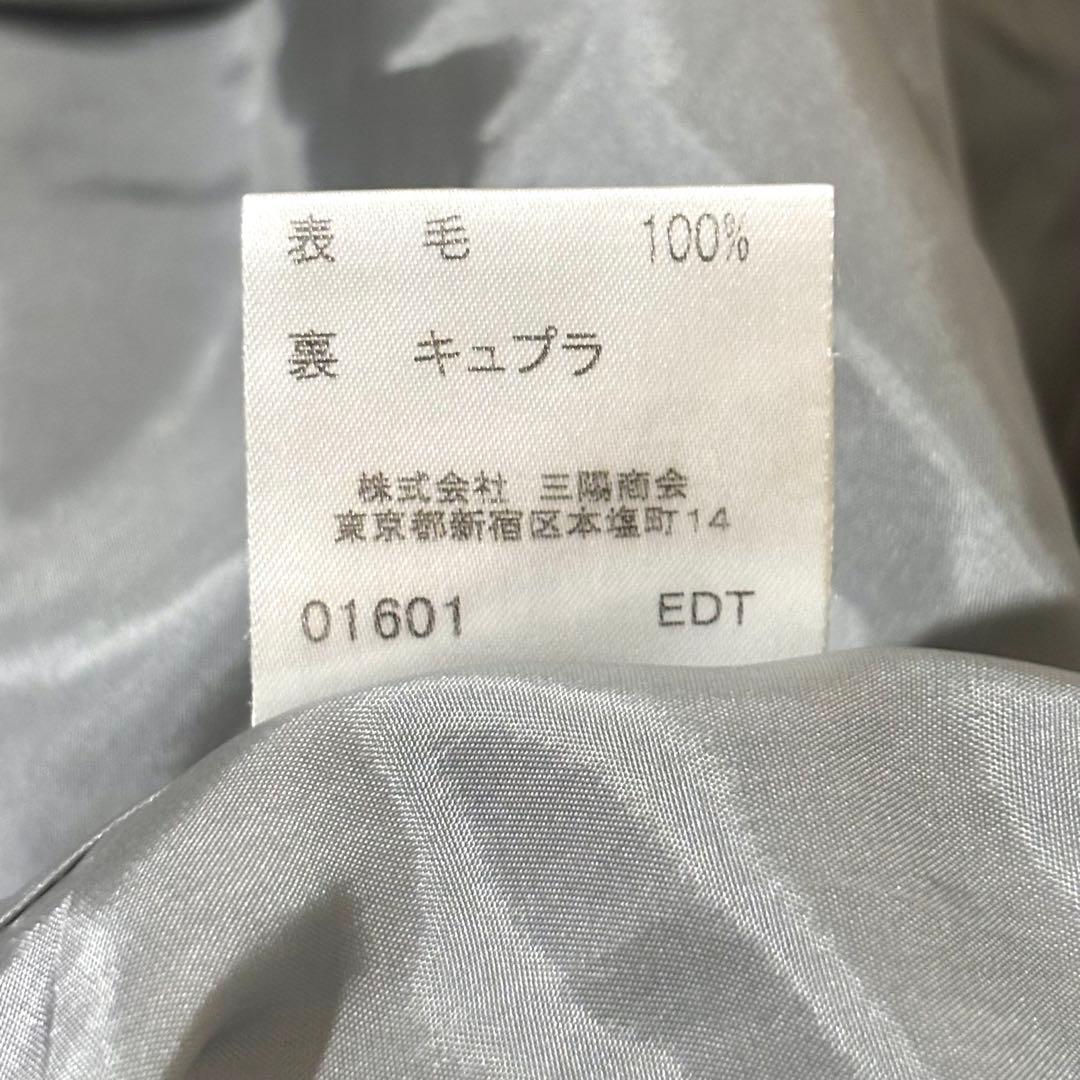 表 毛 100%
裏 キュプラ
株式会社 三陽商会
東京都新宿区本塩町14
01601 EDT